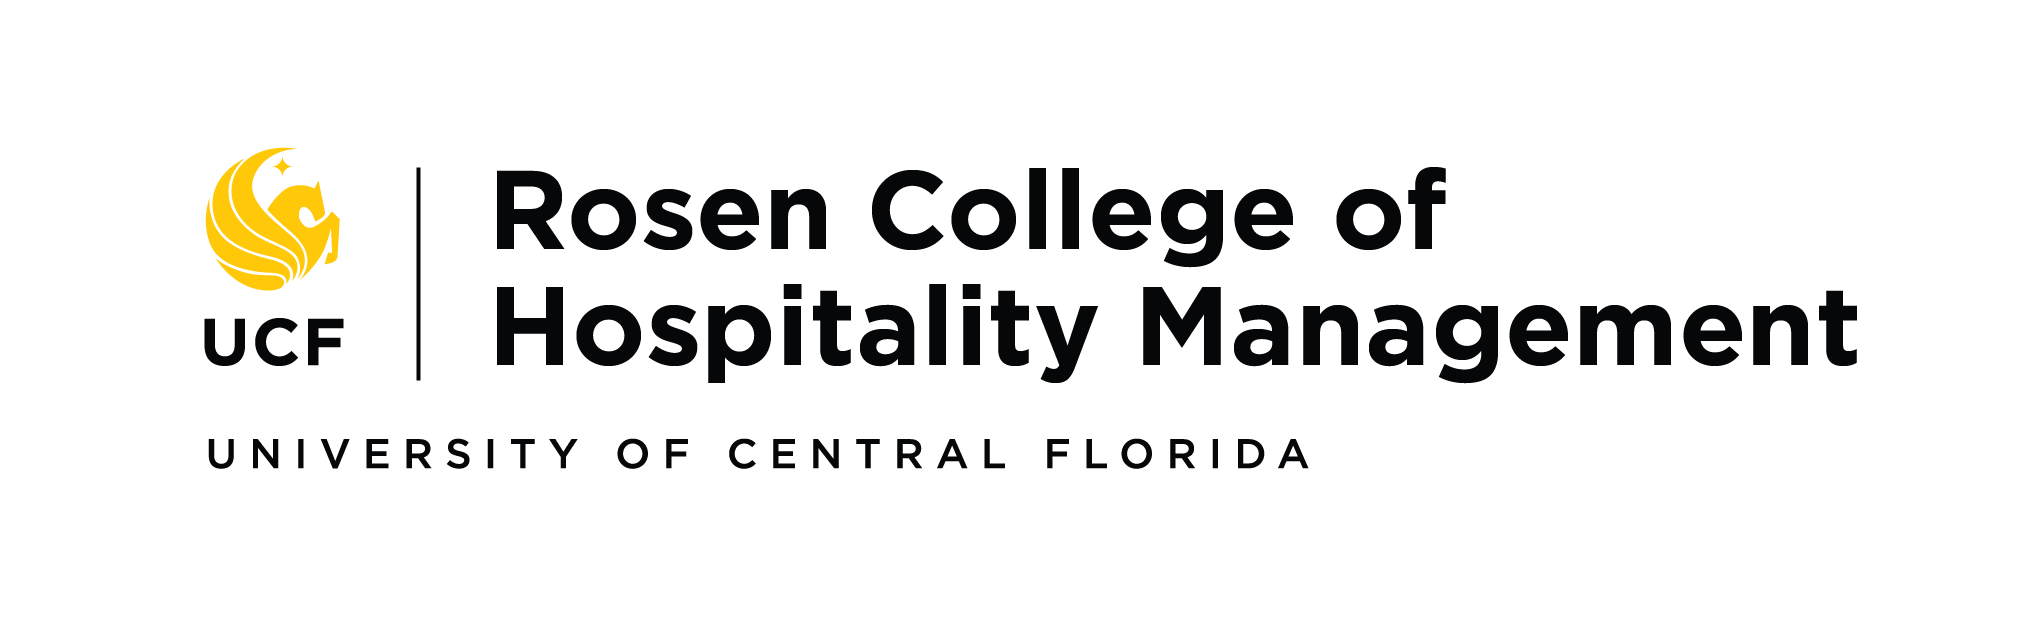 UCF
Rosen College of
Hospitality Management
UNIVERSITY OF CENTRAL FLORIDA